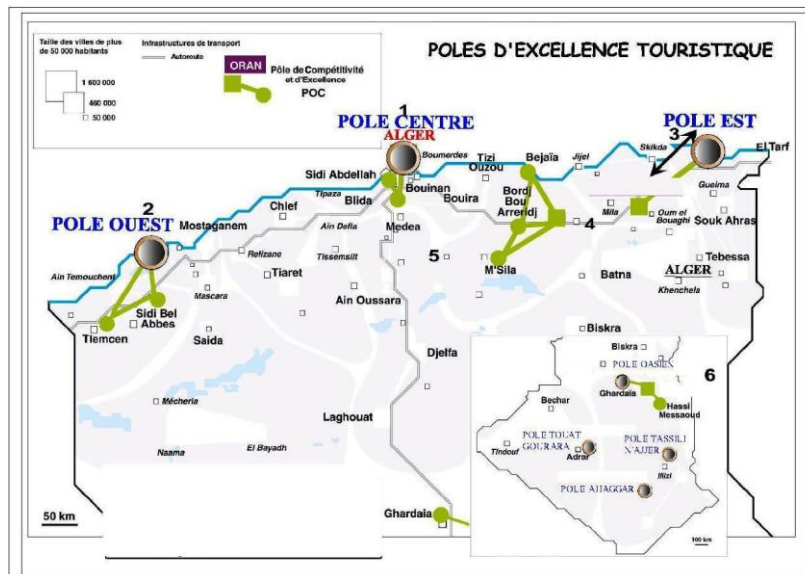 Taille des villes de plus
de 50 000 habitants
1 600 000
460 000
50 000
Infrastructures de transport
Autoroute
ORAN
Pôle de Compétitivité
et d'Excellence
POC
POLES D'EXCELLENCE TOURISTIQUE
1
POLE CENTRE
ALGER
3
POLE EST
Skikda
El Tarf
Boumerdes
Tizi
Ouzou
Bejaïa
Jijel
Sidi Abdellah
Bouinan
Guelma
Tipaza
Blida
Bouira
Bordj
Bou
Arreridj
Mila
Oum el
Bouaghi
Souk Ahras
4
2
POLE OUEST
Mostaganem
Chlef
Aïn Defla
Medea
5
Relizane
Tissemsilt
M'Sila
Batna
ALGER
Tebessa
Khenchela
Ain Temouchent
Mascara
Tiaret
Ain Oussara
Sidi Bel
Abbes
Tlemcen
Saida
Biskra
Djelfa
Biskra
6
POLE OASIEN
Ghardaia
Hassi
Messaoud
Bechar
Mécheria
Laghouat
POLE TOUAT
GOURARA
POLE TASSILI
N'AJJER
Tindouf
Adrar
Illizi
Naama
El Bayadh
POLE AHAGGAR
Ghardaia
50 km
100 km